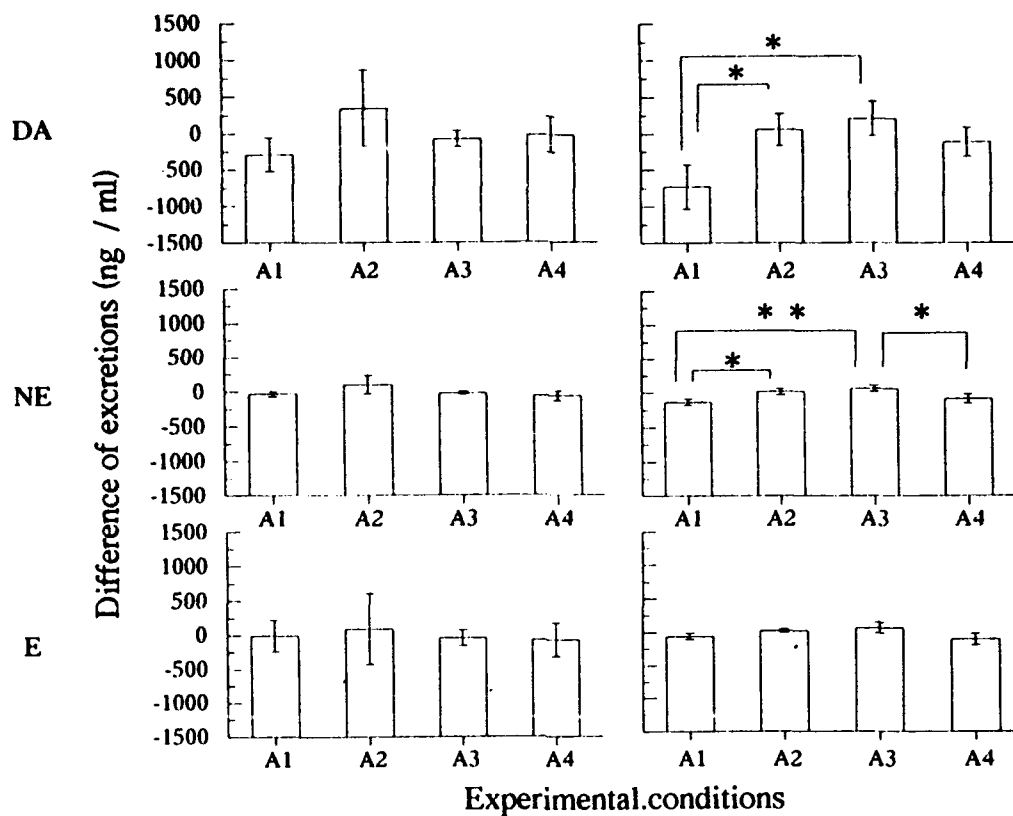 DA
1500
1000
500
0
-500
-1000
-1500
A1 A2 A3 A4
* *
A1 A2 A3 A4
NE
1500
1000
500
0
-500
-1000
-1500
A1 A2 A3 A4
* * * *
A1 A2 A3 A4
E
1500
1000
500
0
-500
-1000
-1500
A1 A2 A3 A4
A1 A2 A3 A4
Difference of excretions (ng / ml)
Experimental.conditions